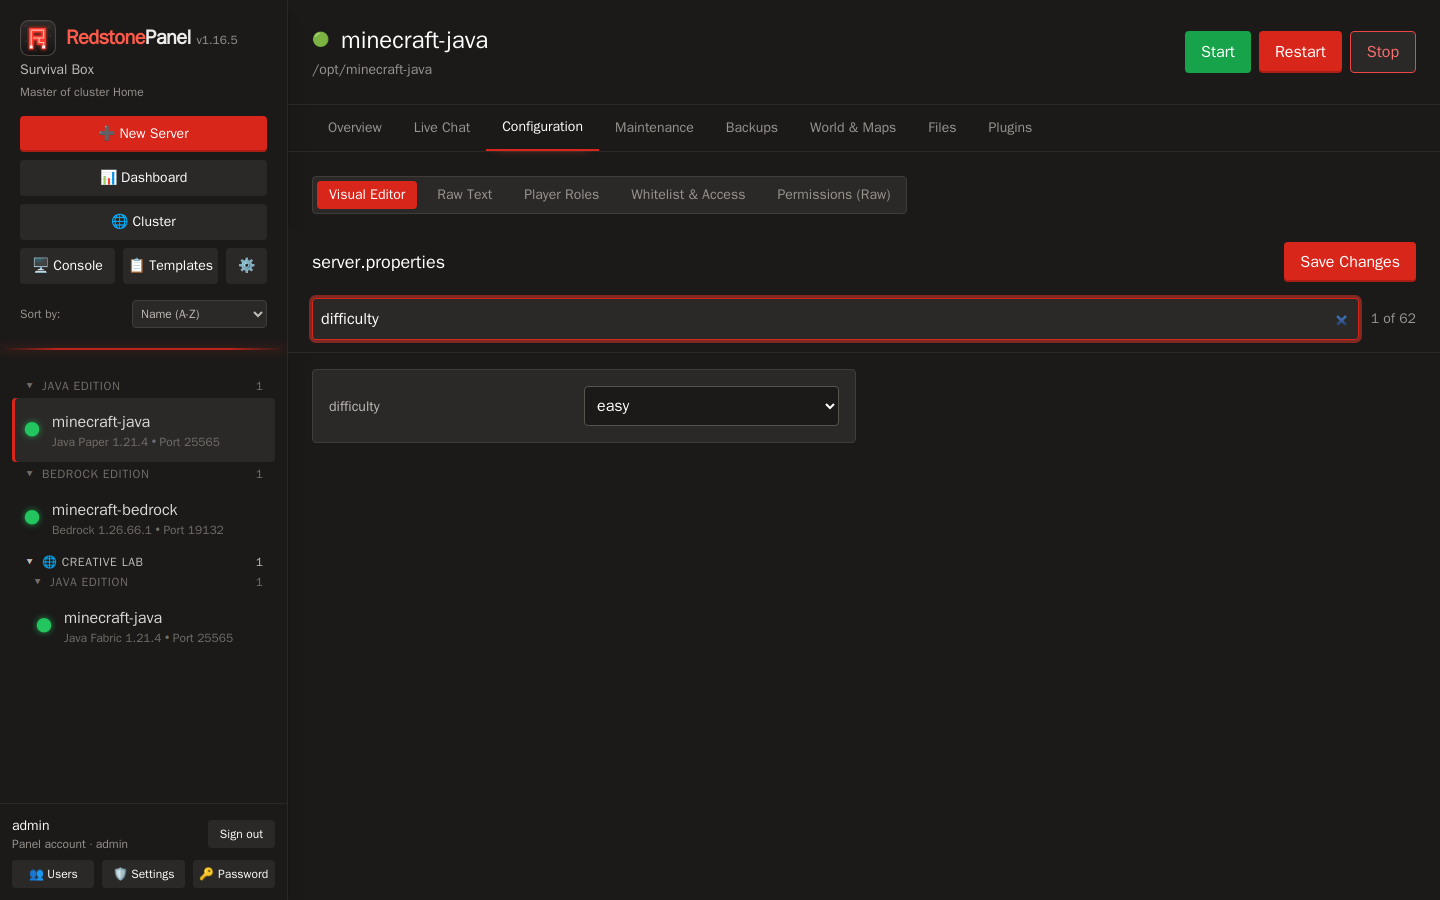 RedstonePanel v1.16.5
Survival Box
Master of cluster Home
➕ New Server
📊 Dashboard
🌐 Cluster
🖥️ Console
📋 Templates
⚙️
Sort by:
Name (A-Z)
▼ JAVA EDITION 1
minecraft-java
Java Paper 1.21.4 • Port 25565
▼ BEDROCK EDITION 1
minecraft-bedrock
Bedrock 1.26.66.1 • Port 19132
▼ 🌐 CREATIVE LAB 1
▼ JAVA EDITION 1
minecraft-java
Java Fabric 1.21.4 • Port 25565
admin
Panel account · admin
Sign out
👥 Users
🛡️ Settings
🔑 Password
minecraft-java
/opt/minecraft-java
Start
Restart
Stop
Overview
Live Chat
Configuration
Maintenance
Backups
World & Maps
Files
Plugins
Visual Editor
Raw Text
Player Roles
Whitelist & Access
Permissions (Raw)
server.properties
Save Changes
difficulty
1 of 62
difficulty
easy